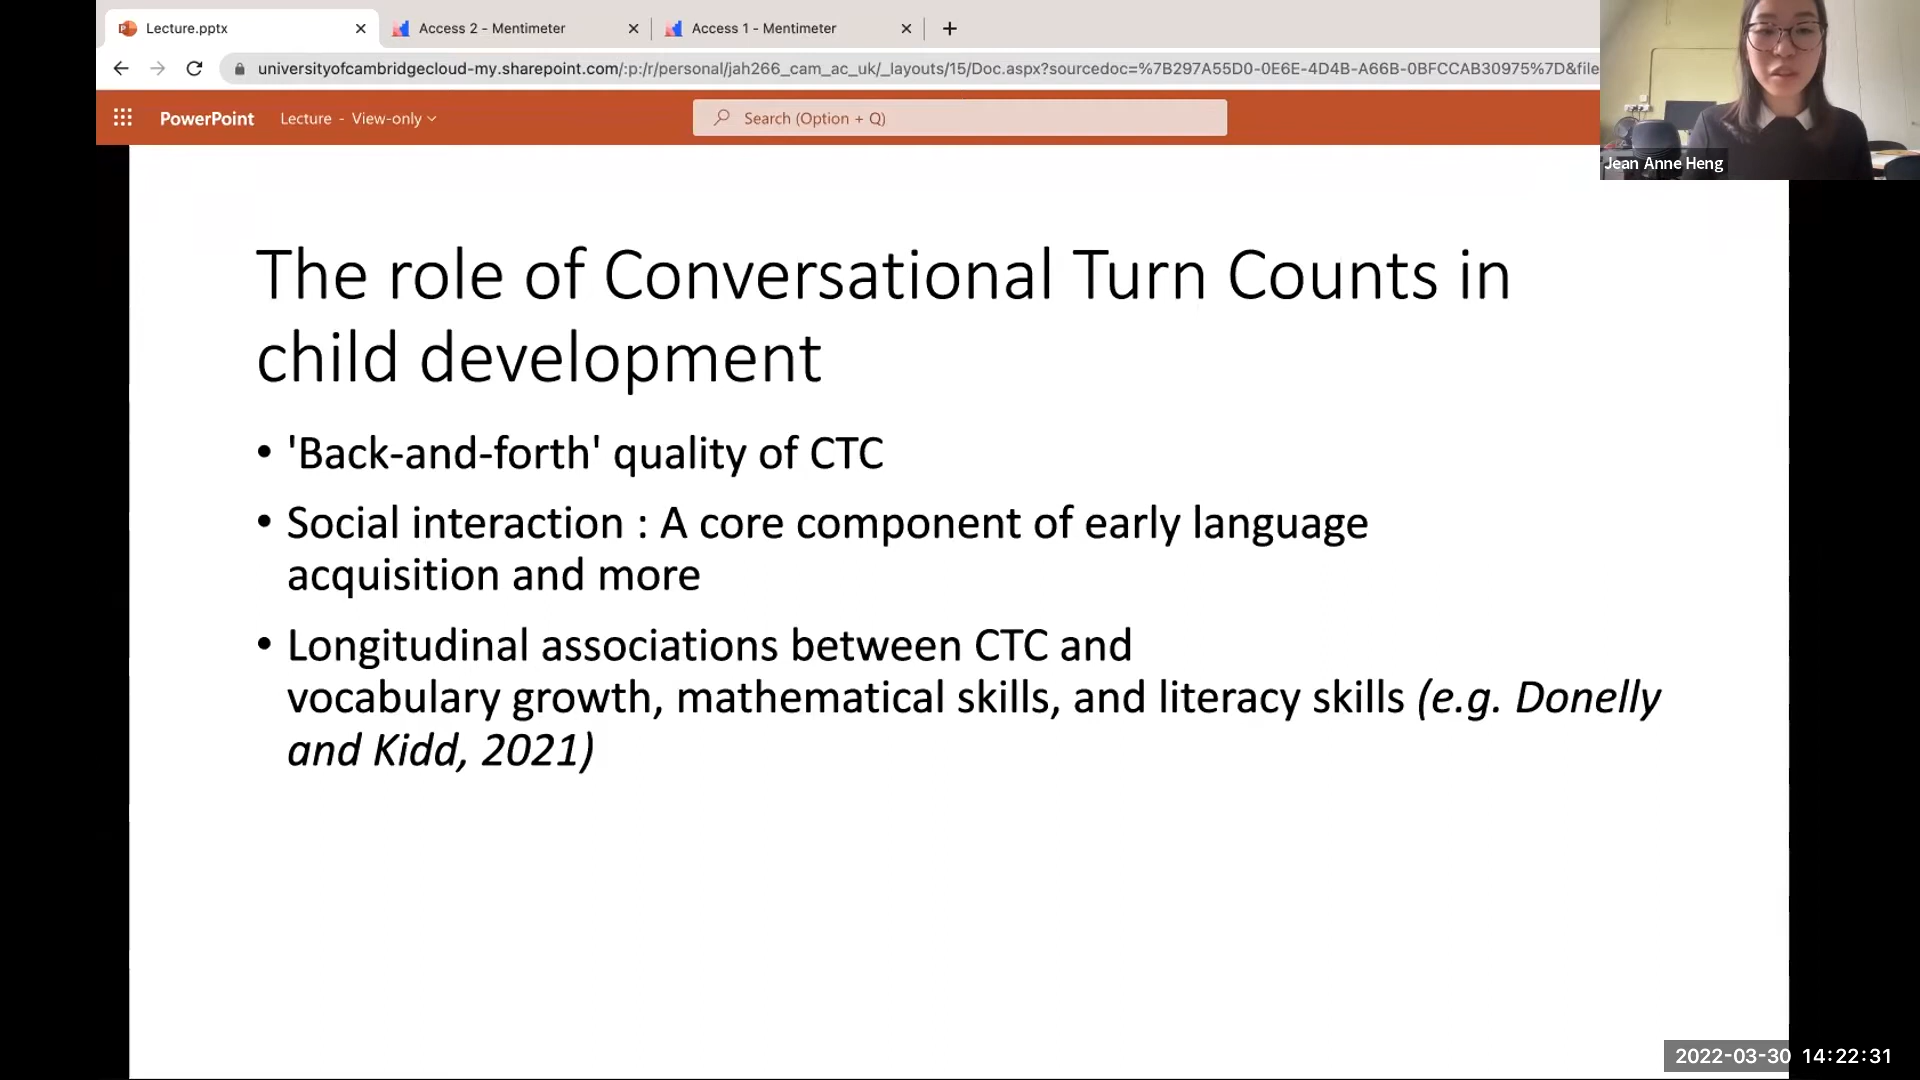 Lecture.pptx
Access 2 - Mentimeter
Access 1 - Mentimeter
universityofcambridgecloud-my.sharepoint.com/:p:/r/personal/jah266_cam_ac_uk/_layouts/15/Doc.aspx?sourcedoc=%7B297A55D0-0E6E-4D4B-A66B-0BFCCAB30975%7D&file
PowerPoint
Lecture - View-only
Search (Option + Q)
Jean Anne Heng
The role of Conversational Turn Counts in
child development
• 'Back-and-forth' quality of CTC
• Social interaction : A core component of early language
acquisition and more
• Longitudinal associations between CTC and
vocabulary growth, mathematical skills, and literacy skills (e.g. Donelly
and Kidd, 2021)
2022-03-30 14:22:31